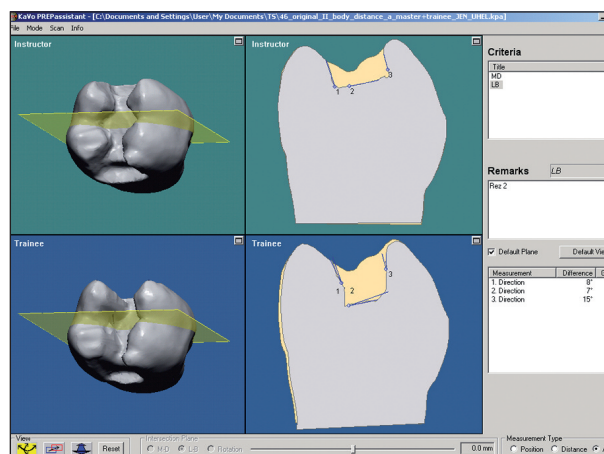 KaVo PREPassistant - [C:\Documents and Settings\User\My Documents\TS\46_original_II_body_distance_a_master+trainee_JEN_UHEL.kpa]
File Mode Scan Info
Instructor
Instructor
1 2 3
Trainee
Trainee
1 2 3
Criteria
Title
MD
LB
Remarks LB
Rez 2
Default Plane Default Vie
Measurement Difference
1. Direction 8°
2. Direction 7°
3. Direction 15°
View
Reset
Intersection Plane
M-D L-B Rotation
0.0 mm
Measurement Type
Position Distance A